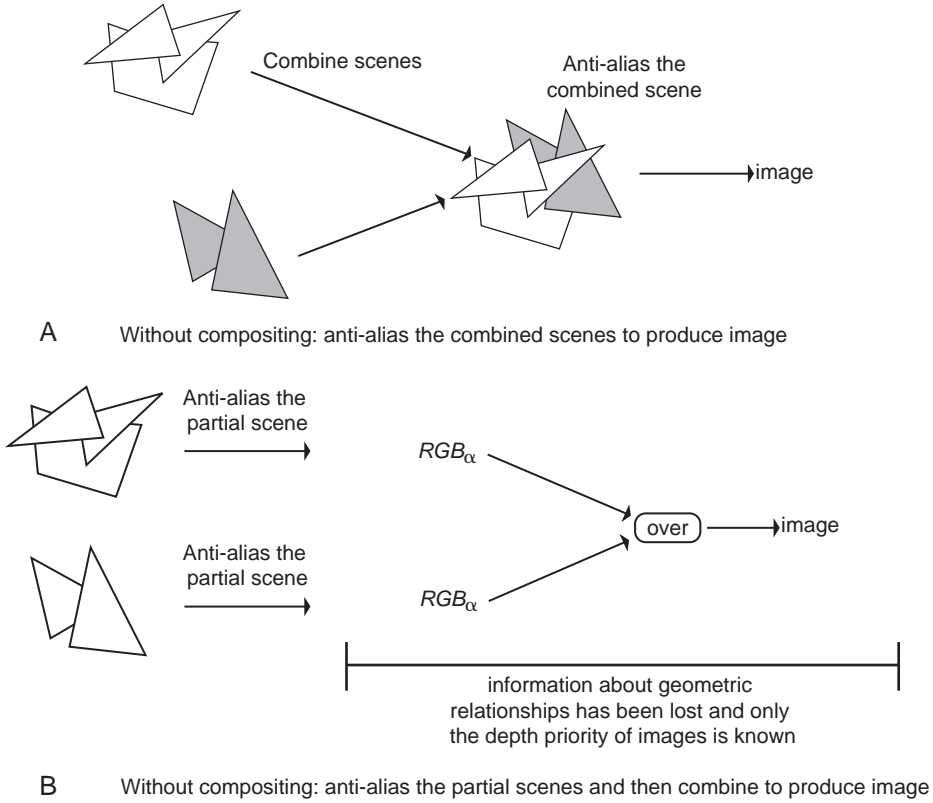 Combine scenes
Anti-alias the
combined scene
image
A Without compositing: anti-alias the combined scenes to produce image
Anti-alias the
partial scene
RGBα
over
image
Anti-alias the
partial scene
RGBα
information about geometric
relationships has been lost and only
the depth priority of images is known
B Without compositing: anti-alias the partial scenes and then combine to produce image